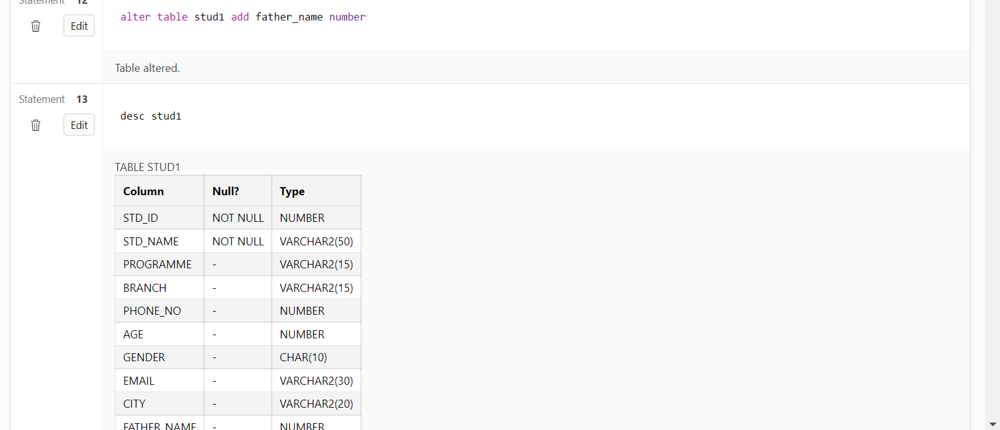 Statement 12
alter table stud1 add father_name number
Edit
Table altered.
Statement 13
desc stud1
Edit
TABLE STUD1
Column Null? Type
STD_ID NOT NULL NUMBER
STD_NAME NOT NULL VARCHAR2(50)
PROGRAMME - VARCHAR2(15)
BRANCH - VARCHAR2(15)
PHONE_NO - NUMBER
AGE - NUMBER
GENDER - CHAR(10)
EMAIL - VARCHAR2(30)
CITY - VARCHAR2(20)
FATHER_NAME - NUMBER